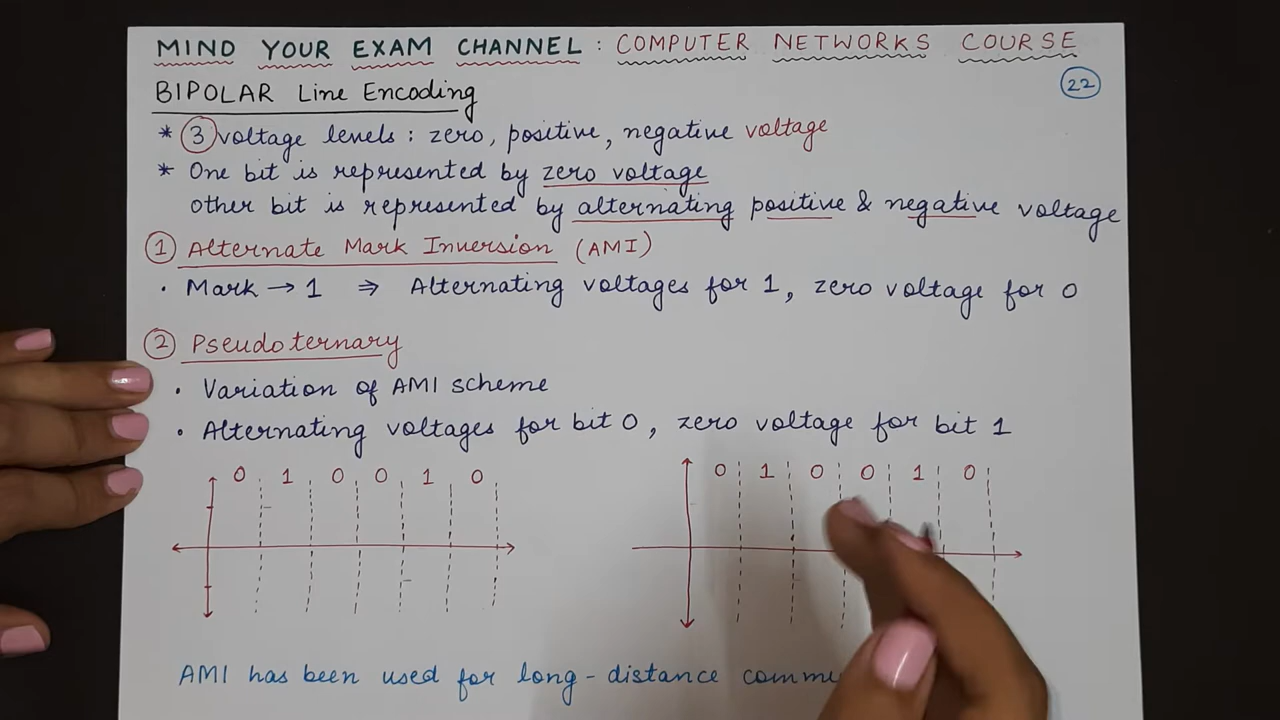 MIND YOUR EXAM CHANNEL : COMPUTER NETWORKS COURSE
BIPOLAR Line Encoding
22
* 3 voltage levels : zero, positive, negative voltage
* One bit is represented by zero voltage
other bit is represented by alternating positive & negative voltage
1 Alternate Mark Inversion (AMI)
· Mark → 1 ⇒ Alternating voltages for 1, zero voltage for 0
2 Pseudoternary
· Variation of AMI scheme
· Alternating voltages for bit 0, zero voltage for bit 1
0 1 0 0 1 0
0 1 0 0 1 0
AMI has been used for long - distance